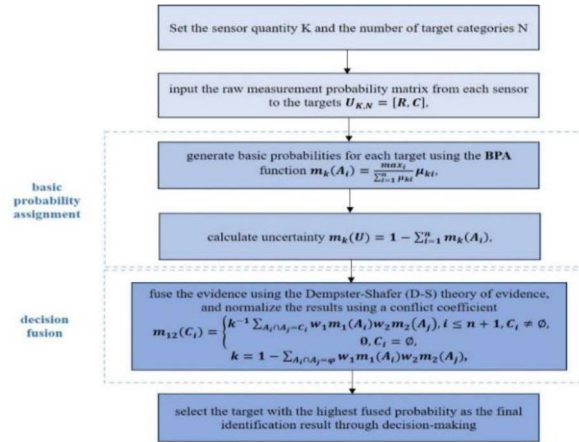 Set the sensor quantity K and the number of target categories N
input the raw measurement probability matrix from each sensor
to the targets U_{K,N} = [R, C].
generate basic probabilities for each target using the BPA
function m_k(A_i) = \frac{max_i}{\sum_{i=1}^{n} μ_{ki}} μ_{ki}.
basic
probability
assignment
calculate uncertainty m_k(U) = 1 − \sum_{i=1}^{n} m_k(A_i).
fuse the evidence using the Dempster-Shafer (D-S) theory of evidence,
and normalize the results using a conflict coefficient
decision
fusion
m_{12}(C_i) = { k^{-1} \sum_{A_i∩A_j=C_i} w_1m_1(A_i)w_2m_2(A_j), i ≤ n + 1, C_i ≠ ∅,
0, C_i = ∅,
k = 1 − \sum_{A_i∩A_j=φ} w_1m_1(A_i)w_2m_2(A_j),
select the target with the highest fused probability as the final
identification result through decision-making